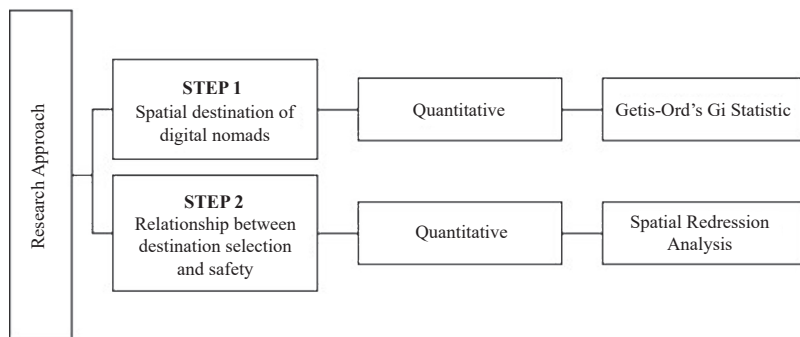 Research Approach
STEP 1
Spatial destination of
digital nomads
Quantitative
Getis-Ord's Gi Statistic
STEP 2
Relationship between
destination selection
and safety
Quantitative
Spatial Redression
Analysis